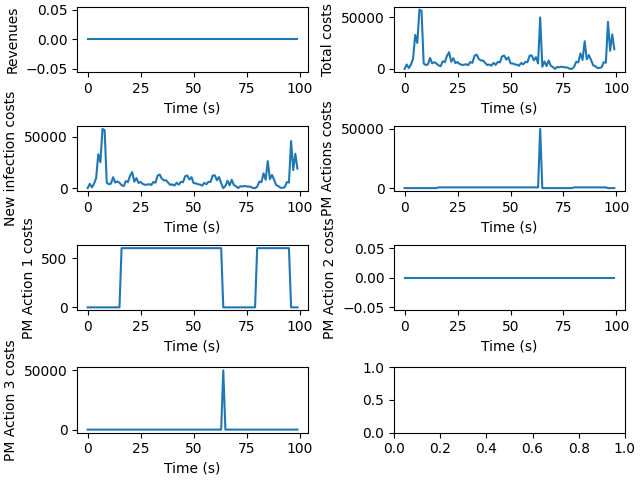 Revenues
0.05
0.00
−0.05
0 25 50 75 100
Time (s)
Total costs
50000
0
0 25 50 75 100
Time (s)
New infection costs
50000
0
0 25 50 75 100
Time (s)
PM Actions costs
50000
0
0 25 50 75 100
Time (s)
PM Action 1 costs
500
0
0 25 50 75 100
Time (s)
PM Action 2 costs
0.05
0.00
−0.05
0 25 50 75 100
Time (s)
PM Action 3 costs
50000
0
0 25 50 75 100
Time (s)
1.0
0.5
0.0
0.0 0.2 0.4 0.6 0.8 1.0